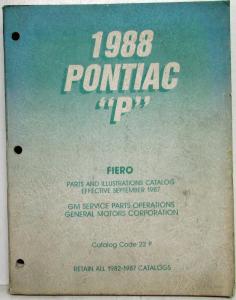 1988
PONTIAC
"P"
FIERO
PARTS AND ILLUSTRATIONS CATALOG
EFFECTIVE SEPTEMBER 1987
GM SERVICE PARTS OPERATIONS
GENERAL MOTORS CORPORATION
Catalog Code 22 P
RETAIN ALL 1982-1987 CATALOGS